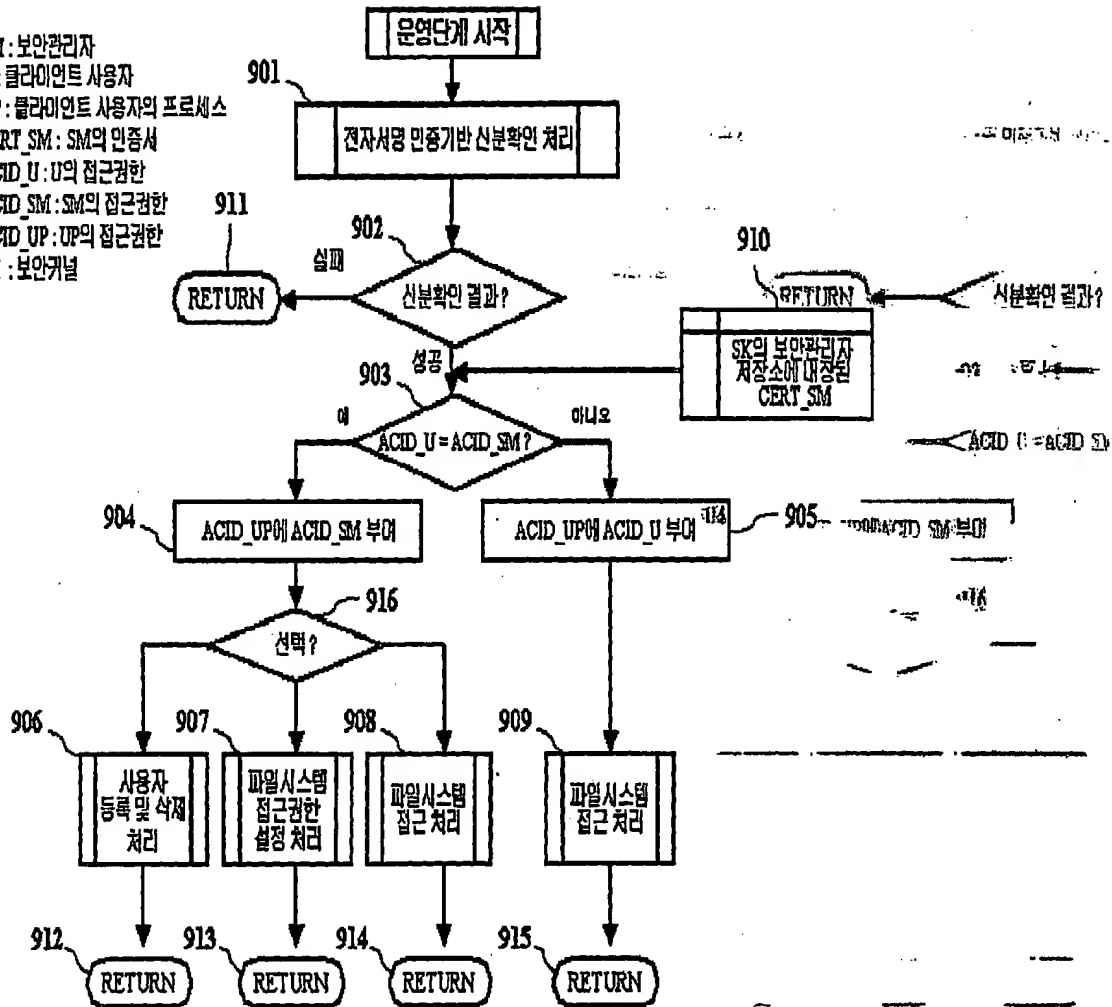 운영단계 시작
: 보안관리자
: 클라이언트 사용자
: 클라이언트 사용자의 프로세스
CERT_SM : SM의 인증서
ACID_U : U의 접근권한
ACID_SM : SM의 접근권한
ACID_UP : UP의 접근권한
: 보안커널
901
전자서명 인증기반 신분확인 처리
911
902
910
실패
RETURN
신분확인 결과?
RETURN
신분확인 결과?
성공
SK의 보안관리자
저장소에 내장된
CERT_SM
903
예
아니오
ACID_U = ACID_SM ?
904
ACID_UP에 ACID_SM 부여
ACID_UP에 ACID_U 부여
905
ACID_SM 부여
916
선택?
906
907
908
909
사용자
등록 및 삭제
처리
파일시스템
접근권한
설정 처리
파일시스템
접근 처리
파일시스템
접근 처리
912
RETURN
913
RETURN
914
RETURN
915
RETURN